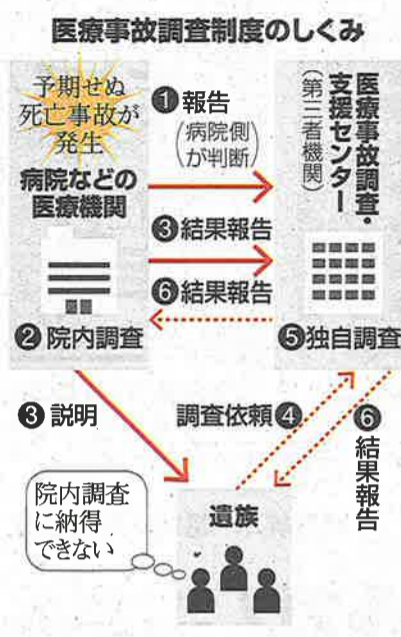 医療事故調査制度のしくみ
予期せぬ
死亡事故が
発生
病院などの
医療機関
❶報告
(病院側
が判断)
医療事故調査・
支援センター
(第三者機関)
❸結果報告
❻結果報告
❷院内調査
❺独自調査
❸説明
調査依頼❹
❻結果報告
院内調査
に納得
できない
遺族